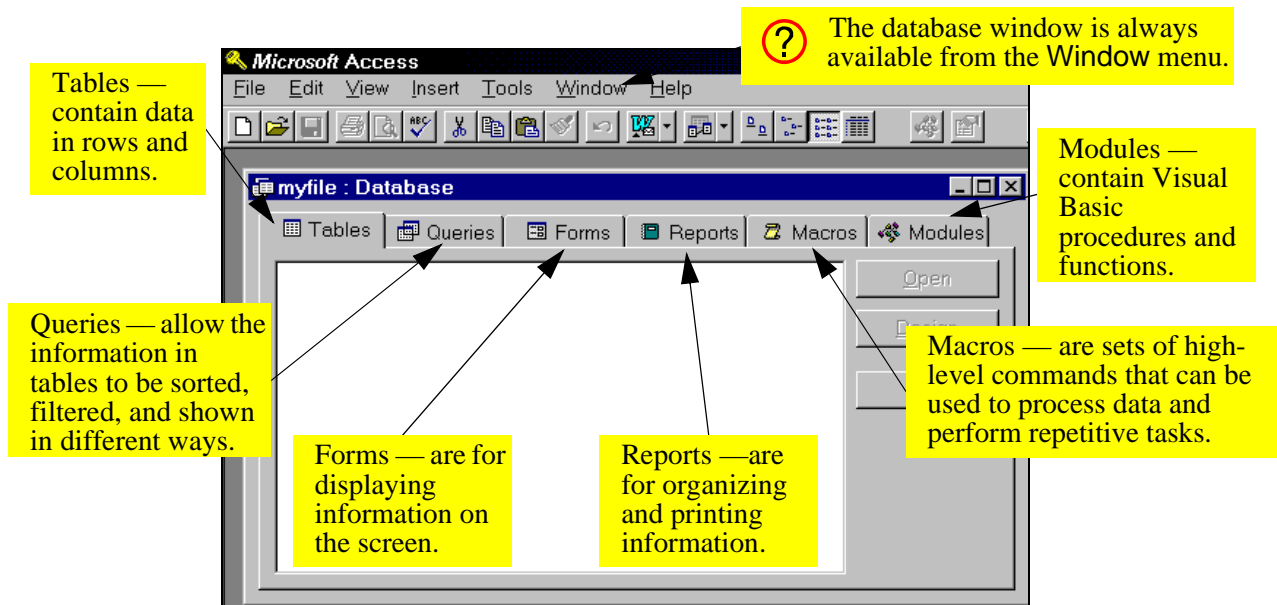 The database window is always
available from the Window menu.
?
Microsoft Access
File Edit View Insert Tools Window Help
Tables —
contain data
in rows and
columns.
ABC
W
myfile : Database
Modules —
contain Visual
Basic
procedures and
functions.
Tables Queries Forms Reports Macros Modules
Open
Queries — allow the
information in
tables to be sorted,
filtered, and shown
in different ways.
Macros — are sets of high-
level commands that can be
used to process data and
perform repetitive tasks.
Forms — are for
displaying
information on
the screen.
Reports —are
for organizing
and printing
information.